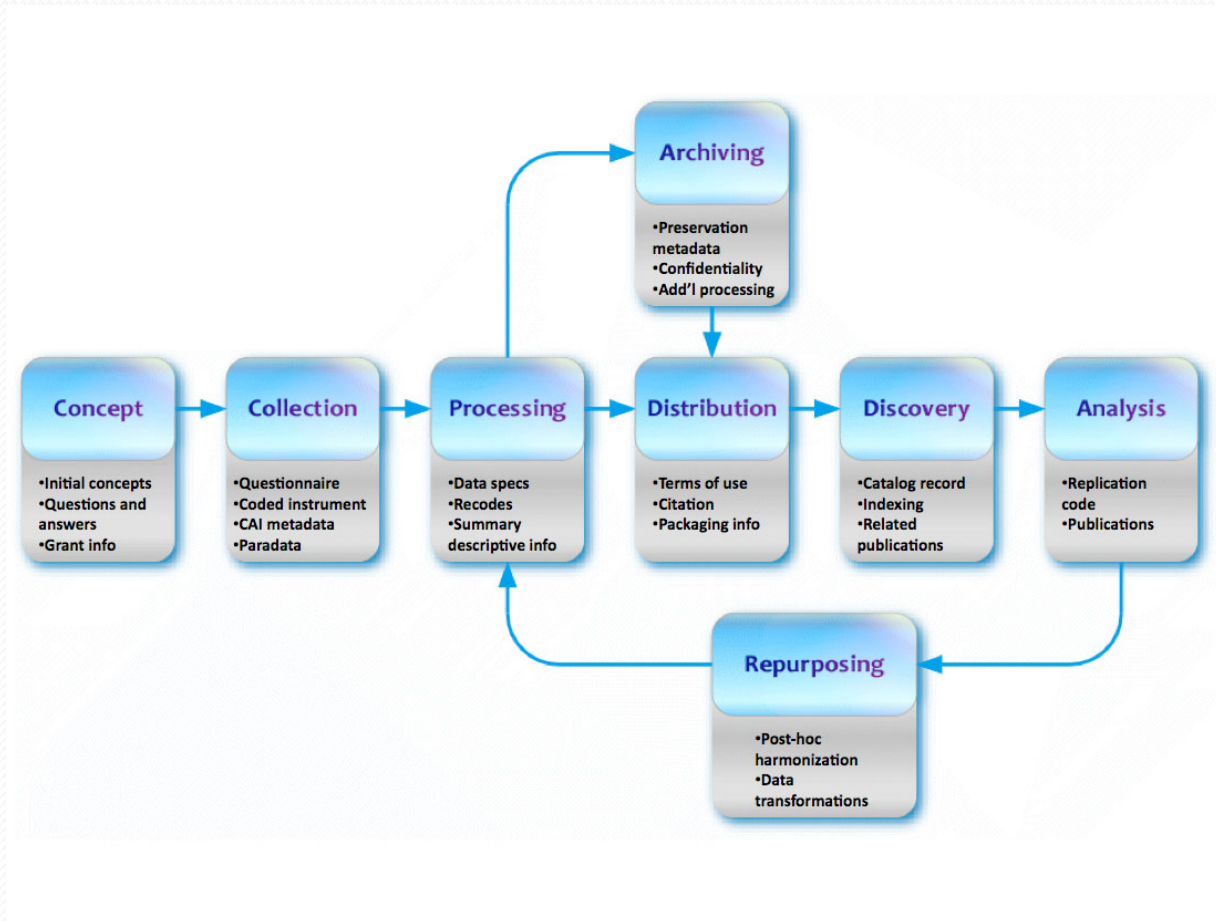 Archiving
•Preservation
metadata
•Confidentiality
•Add'l processing
Concept
•Initial concepts
•Questions and
answers
•Grant info
Collection
•Questionnaire
•Coded instrument
•CAI metadata
•Paradata
Processing
•Data specs
•Recodes
•Summary
descriptive info
Distribution
•Terms of use
•Citation
•Packaging info
Discovery
•Catalog record
•Indexing
•Related
publications
Analysis
•Replication
code
•Publications
Repurposing
•Post-hoc
harmonization
•Data
transformations